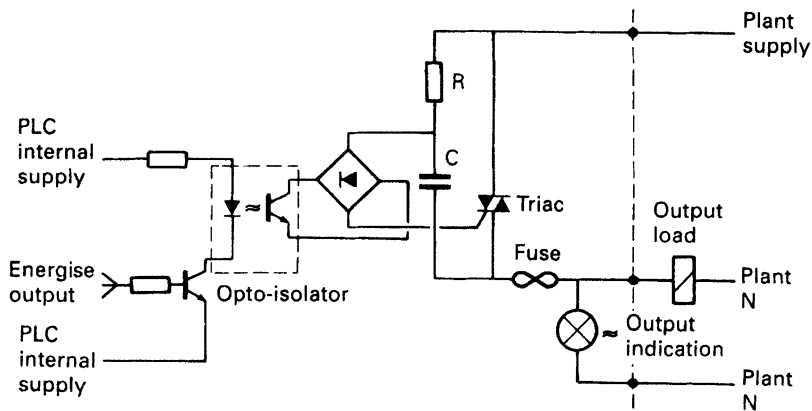 Plant
supply
R
PLC
internal
supply
C
Triac
Output
load
Fuse
Energise
output
Opto-isolator
Plant
N
PLC
internal
supply
≈ Output
indication
Plant
N